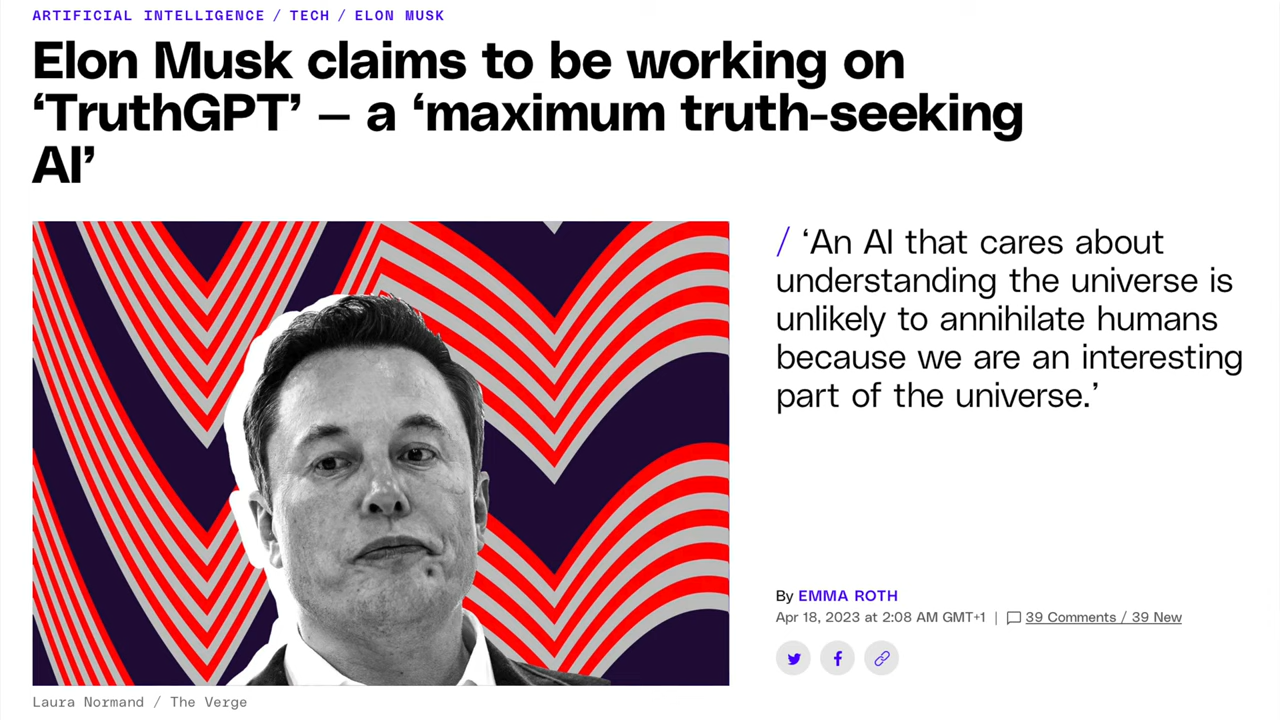 ARTIFICIAL INTELLIGENCE / TECH / ELON MUSK
Elon Musk claims to be working on
‘TruthGPT’ — a ‘maximum truth-seeking
AI’
/ ‘An AI that cares about
understanding the universe is
unlikely to annihilate humans
because we are an interesting
part of the universe.’
By EMMA ROTH
Apr 18, 2023 at 2:08 AM GMT+1 | 39 Comments / 39 New
Laura Normand / The Verge